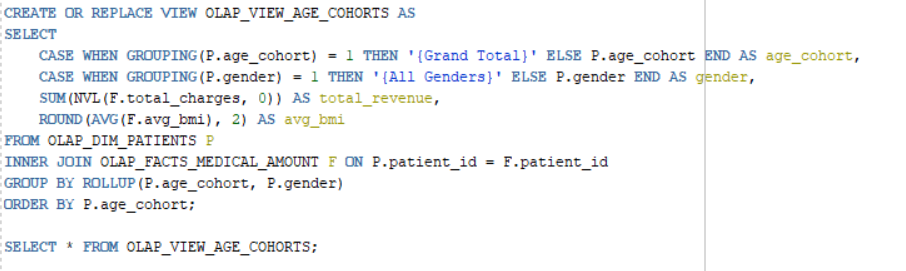 CREATE OR REPLACE VIEW OLAP_VIEW_AGE_COHORTS AS
SELECT
    CASE WHEN GROUPING(P.age_cohort) = 1 THEN '{Grand Total}' ELSE P.age_cohort END AS age_cohort,
    CASE WHEN GROUPING(P.gender) = 1 THEN '{All Genders}' ELSE P.gender END AS gender,
    SUM(NVL(F.total_charges, 0)) AS total_revenue,
    ROUND(AVG(F.avg_bmi), 2) AS avg_bmi
FROM OLAP_DIM_PATIENTS P
INNER JOIN OLAP_FACTS_MEDICAL_AMOUNT F ON P.patient_id = F.patient_id
GROUP BY ROLLUP(P.age_cohort, P.gender)
ORDER BY P.age_cohort;

SELECT * FROM OLAP_VIEW_AGE_COHORTS;